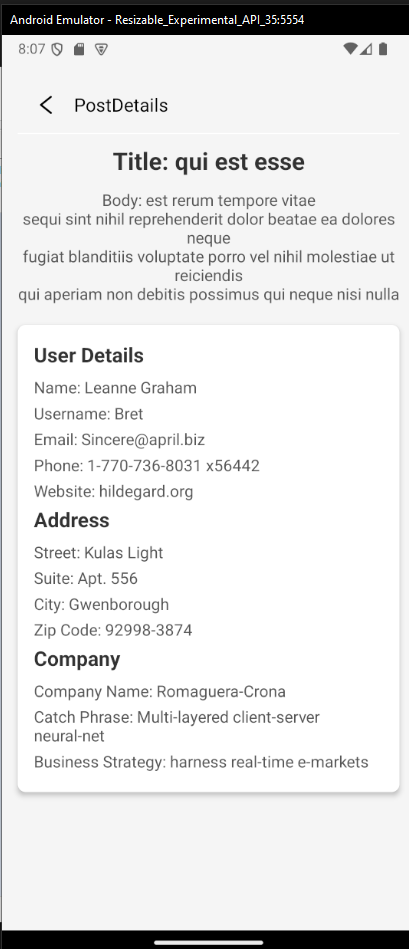 Android Emulator - Resizable_Experimental_API_35:5554
8:07
PostDetails
Title: qui est esse
Body: est rerum tempore vitae
sequi sint nihil reprehenderit dolor beatae ea dolores
neque
fugiat blanditiis voluptate porro vel nihil molestiae ut
reiciendis
qui aperiam non debitis possimus qui neque nisi nulla
User Details
Name: Leanne Graham
Username: Bret
Email: Sincere@april.biz
Phone: 1-770-736-8031 x56442
Website: hildegard.org
Address
Street: Kulas Light
Suite: Apt. 556
City: Gwenborough
Zip Code: 92998-3874
Company
Company Name: Romaguera-Crona
Catch Phrase: Multi-layered client-server
neural-net
Business Strategy: harness real-time e-markets